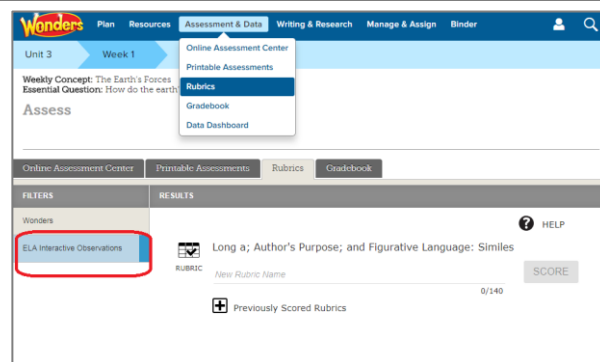 Wonders Plan Resources Assessment & Data Writing & Research Manage & Assign Binder
Online Assessment Center
Printable Assessments
Rubrics
Gradebook
Data Dashboard
Unit 3 Week 1
Weekly Concept: The Earth's Forces
Essential Question: How do the earth'
Assess
Online Assessment Center Printable Assessments Rubrics Gradebook
FILTERS RESULTS
Wonders
ELA Interactive Observations
HELP
RUBRIC
Long a; Author's Purpose; and Figurative Language: Similes
New Rubric Name
SCORE
0/140
Previously Scored Rubrics